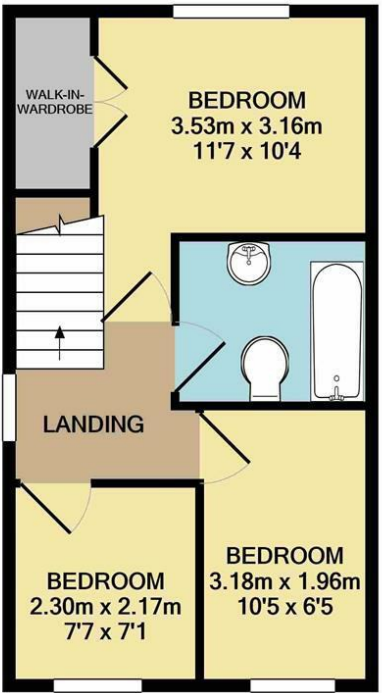 WALK-IN-
WARDROBE
BEDROOM
3.53m x 3.16m
11'7 x 10'4
LANDING
BEDROOM
2.30m x 2.17m
7'7 x 7'1
BEDROOM
3.18m x 1.96m
10'5 x 6'5